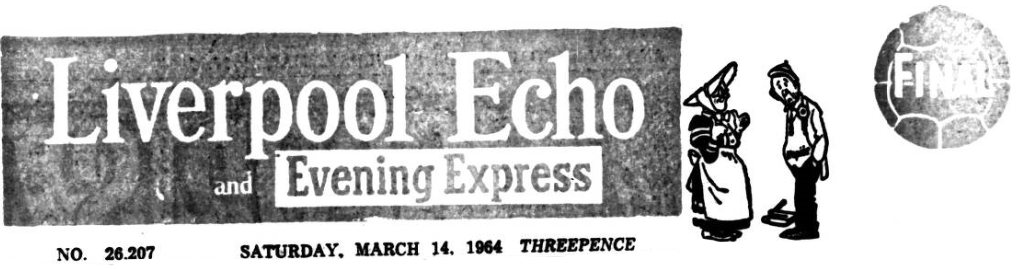 Liverpool Echo
and Evening Express
FINAL
NO. 26.207 SATURDAY, MARCH 14. 1964 THREEPENCE